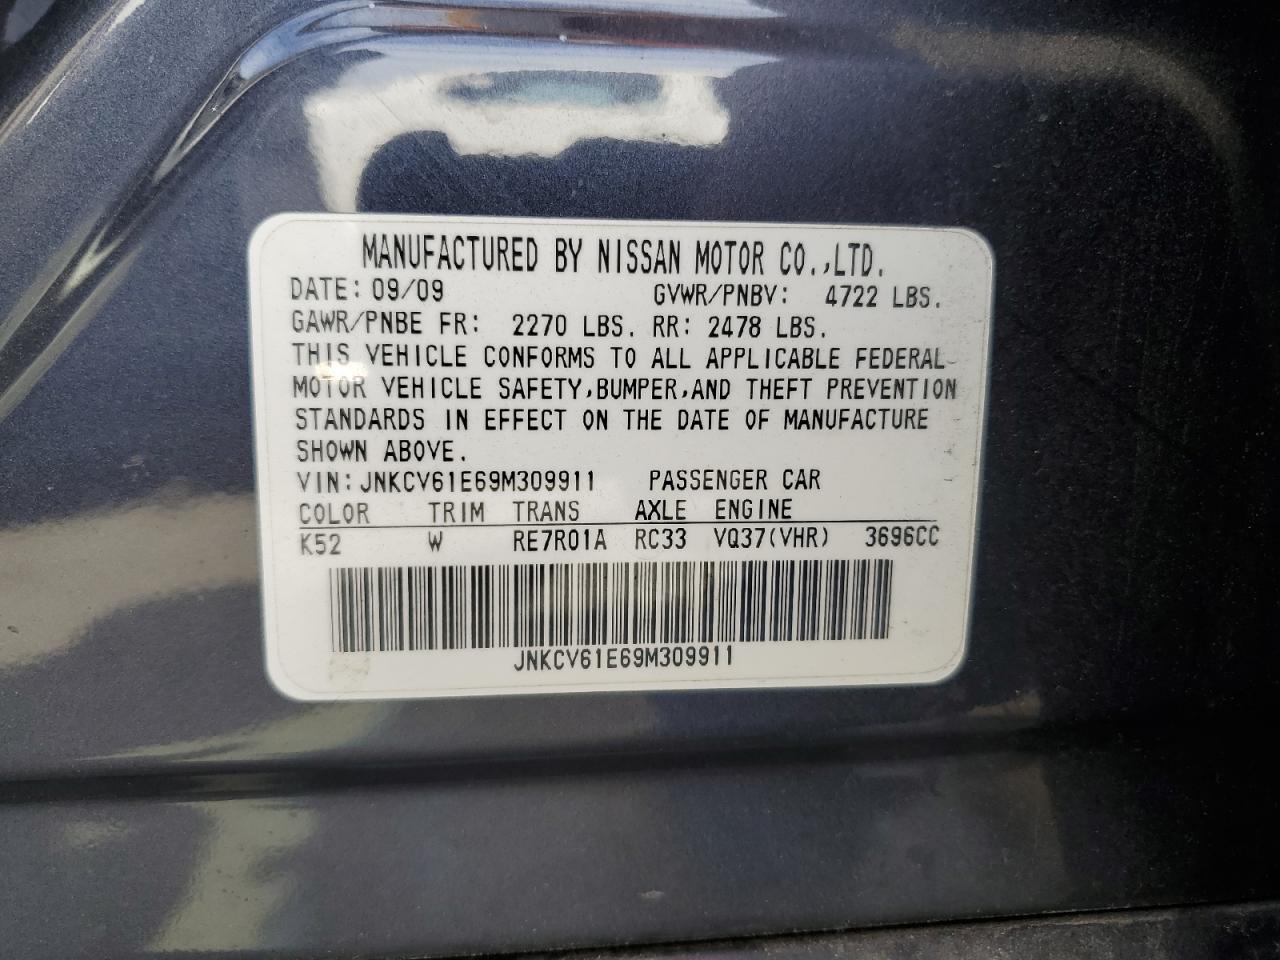 MANUFACTURED BY NISSAN MOTOR CO.,LTD.
DATE: 09/09 GVWR/PNBV: 4722 LBS.
GAWR/PNBE FR: 2270 LBS. RR: 2478 LBS.
THIS VEHICLE CONFORMS TO ALL APPLICABLE FEDERAL
MOTOR VEHICLE SAFETY,BUMPER,AND THEFT PREVENTION
STANDARDS IN EFFECT ON THE DATE OF MANUFACTURE
SHOWN ABOVE.
VIN:JNKCV61E69M309911 PASSENGER CAR
COLOR TRIM TRANS AXLE ENGINE
K52 W RE7R01A RC33 VQ37(VHR) 3696CC
JNKCV61E69M309911